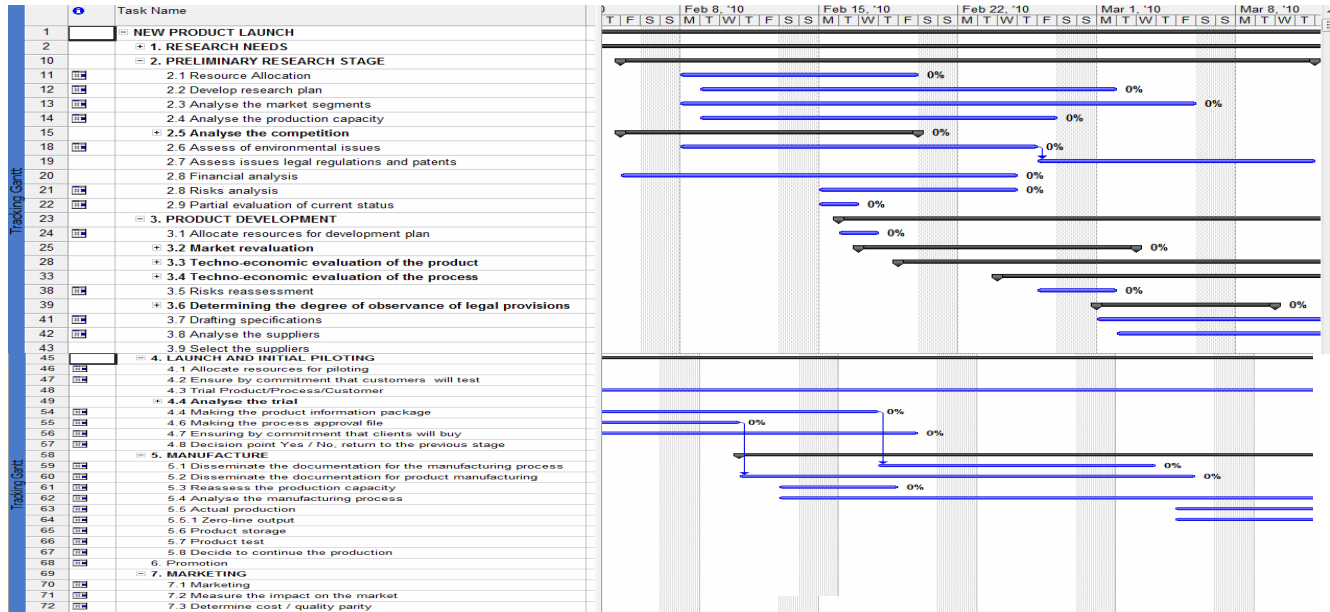 Task Name
) Feb 8, '10 Feb 15, '10 Feb 22, '10 Mar 1, '10 Mar 8, '10
T F S S M T W T F S S M T W T F S S M T W T F S S M T W T F S S M T W T
1 NEW PRODUCT LAUNCH
2 1. RESEARCH NEEDS
10 2. PRELIMINARY RESEARCH STAGE
11 2.1 Resource Allocation 0%
12 2.2 Develop research plan 0%
13 2.3 Analyse the market segments 0%
14 2.4 Analyse the production capacity 0%
15 2.5 Analyse the competition 0%
18 2.6 Assess of environmental issues 0%
19 2.7 Assess issues legal regulations and patents
20 2.8 Financial analysis 0%
21 2.8 Risks analysis 0%
22 2.9 Partial evaluation of current status 0%
23 3. PRODUCT DEVELOPMENT
24 3.1 Allocate resources for development plan 0%
25 3.2 Market revaluation 0%
28 3.3 Techno-economic evaluation of the product
33 3.4 Techno-economic evaluation of the process
38 3.5 Risks reassessment 0%
39 3.6 Determining the degree of observance of legal provisions 0%
41 3.7 Drafting specifications
42 3.8 Analyse the suppliers
43 3.9 Select the suppliers
Tracking Gantt
45 4. LAUNCH AND INITIAL PILOTING
46 4.1 Allocate resources for piloting
47 4.2 Ensure by commitment that customers will test
48 4.3 Trial Product/Process/Customer
49 4.4 Analyse the trial
54 4.4 Making the product information package 0%
55 4.6 Making the process approval file 0%
56 4.7 Ensuring by commitment that clients will buy 0%
57 4.8 Decision point Yes / No, return to the previous stage
58 5. MANUFACTURE
59 5.1 Disseminate the documentation for the manufacturing process 0%
60 5.2 Disseminate the documentation for product manufacturing 0%
61 5.3 Reassess the production capacity 0%
62 5.4 Analyse the manufacturing process
63 5.5 Actual production
64 5.5.1 Zero-line output
65 5.6 Product storage
66 5.7 Product test
67 5.8 Decide to continue the production
68 6. Promotion
69 7. MARKETING
70 7.1 Marketing
71 7.2 Measure the impact on the market
72 7.3 Determine cost / quality parity
Tracking Gantt